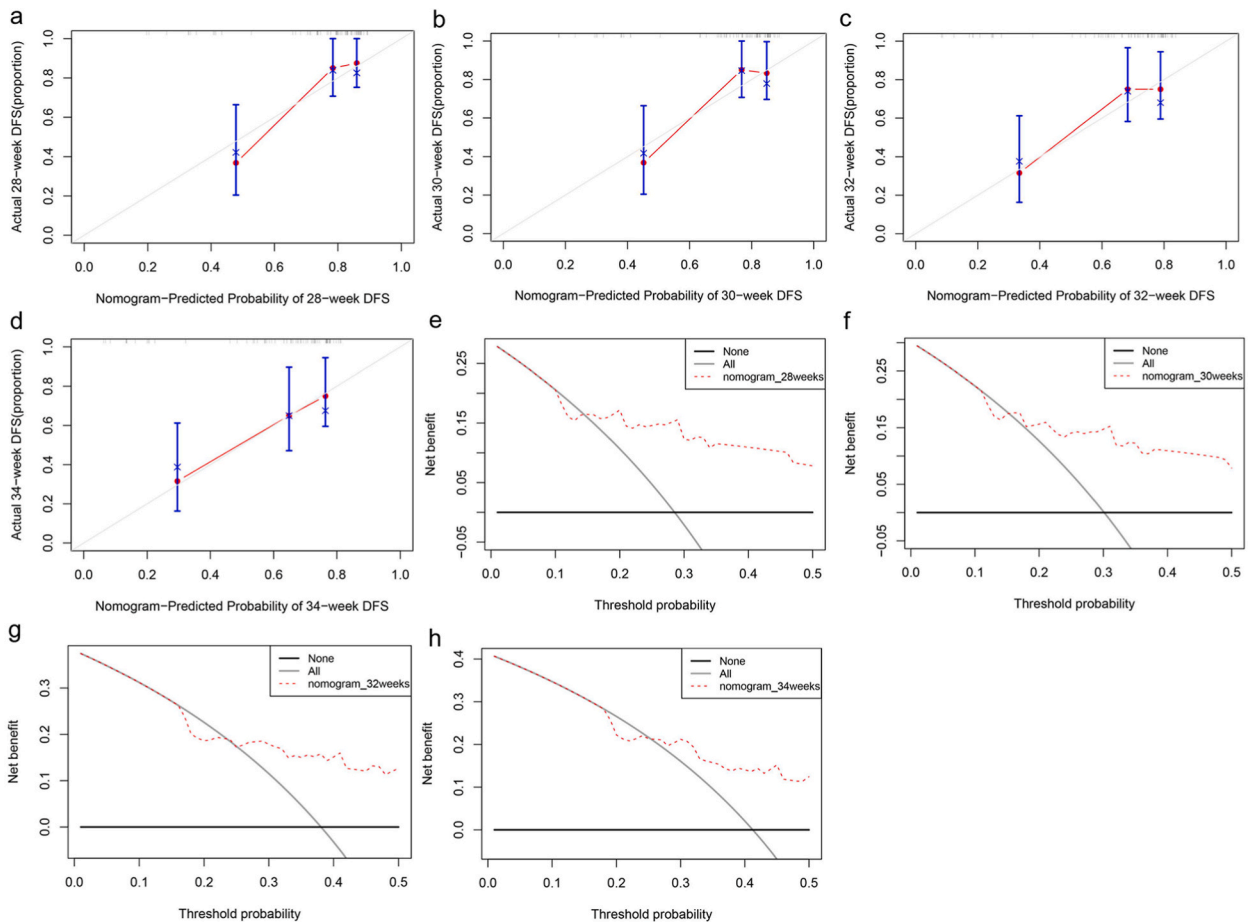 a
Actual 28-week DFS(proportion)
1.0
0.8
0.6
0.4
0.2
0.0
0.0 0.2 0.4 0.6 0.8 1.0
Nomogram-Predicted Probability of 28-week DFS
b
Actual 30-week DFS(proportion)
1.0
0.8
0.6
0.4
0.2
0.0
0.0 0.2 0.4 0.6 0.8 1.0
Nomogram-Predicted Probability of 30-week DFS
c
Actual 32-week DFS(proportion)
1.0
0.8
0.6
0.4
0.2
0.0
0.0 0.2 0.4 0.6 0.8 1.0
Nomogram-Predicted Probability of 32-week DFS
d
Actual 34-week DFS(proportion)
1.0
0.8
0.6
0.4
0.2
0.0
0.0 0.2 0.4 0.6 0.8 1.0
Nomogram-Predicted Probability of 34-week DFS
e
None
All
nomogram_28weeks
Net benefit
0.25
0.15
0.05
-0.05
0.0 0.1 0.2 0.3 0.4 0.5
Threshold probability
f
None
All
nomogram_30weeks
Net benefit
0.25
0.15
0.05
-0.05
0.0 0.1 0.2 0.3 0.4 0.5
Threshold probability
g
None
All
nomogram_32weeks
Net benefit
0.3
0.2
0.1
0.0
0.0 0.1 0.2 0.3 0.4 0.5
Threshold probability
h
None
All
nomogram_34weeks
Net benefit
0.4
0.3
0.2
0.1
0.0
0.0 0.1 0.2 0.3 0.4 0.5
Threshold probability